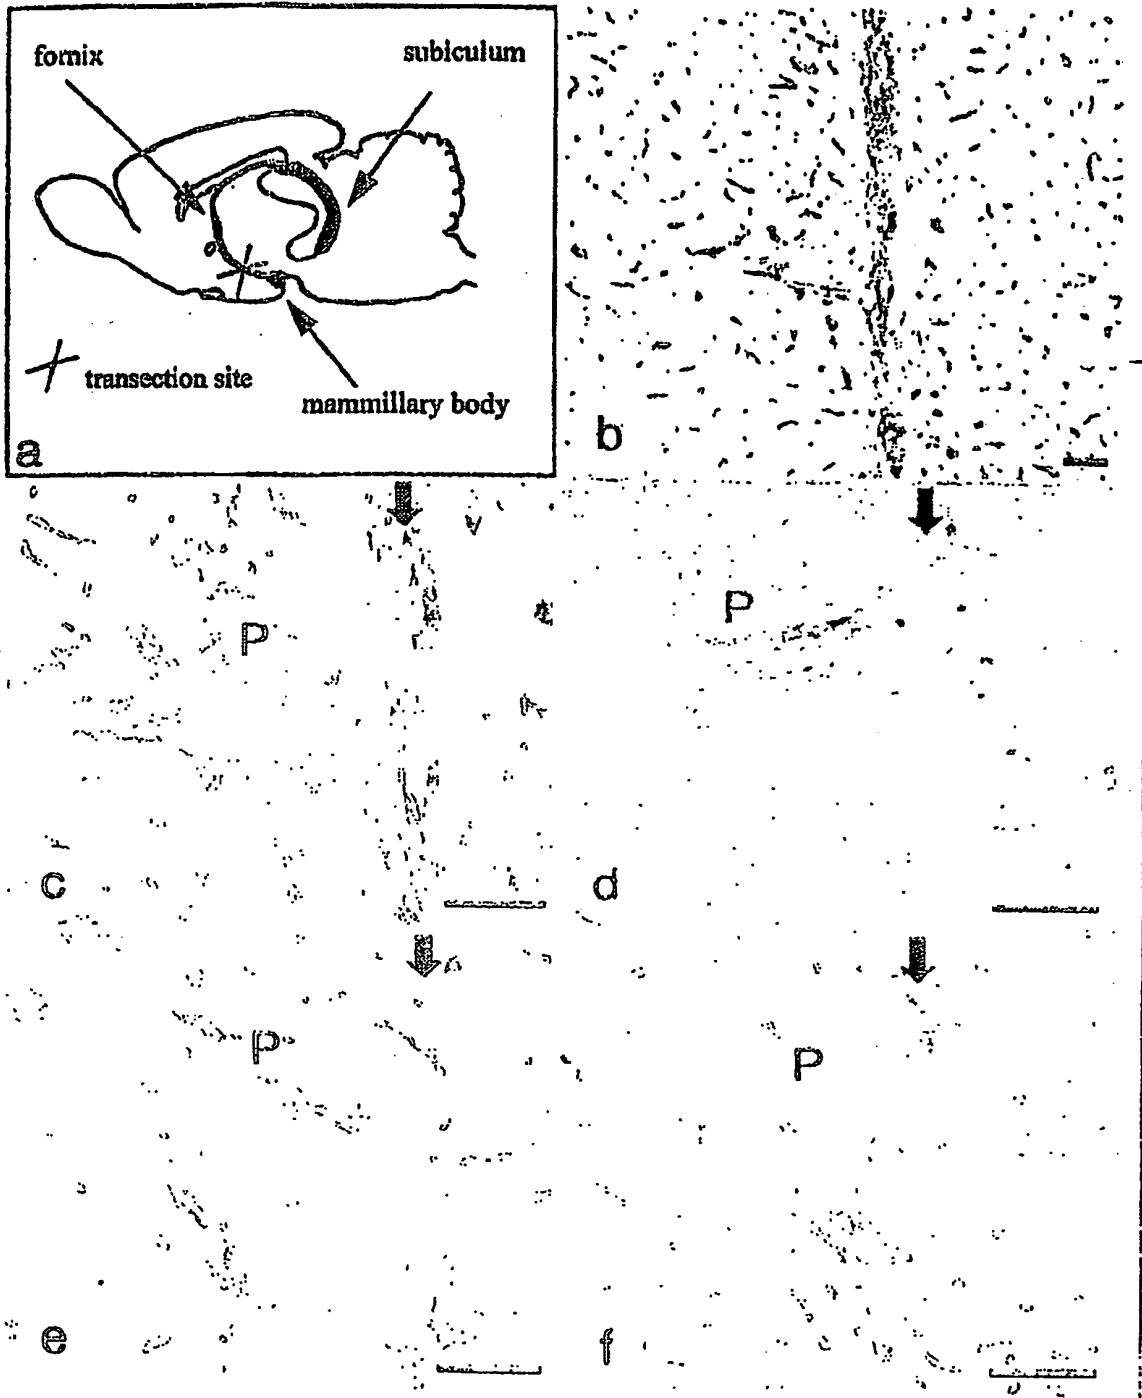 fornix
subiculum
transection site
mammillary body
a
b
P
P
c
d
P
P
e
f